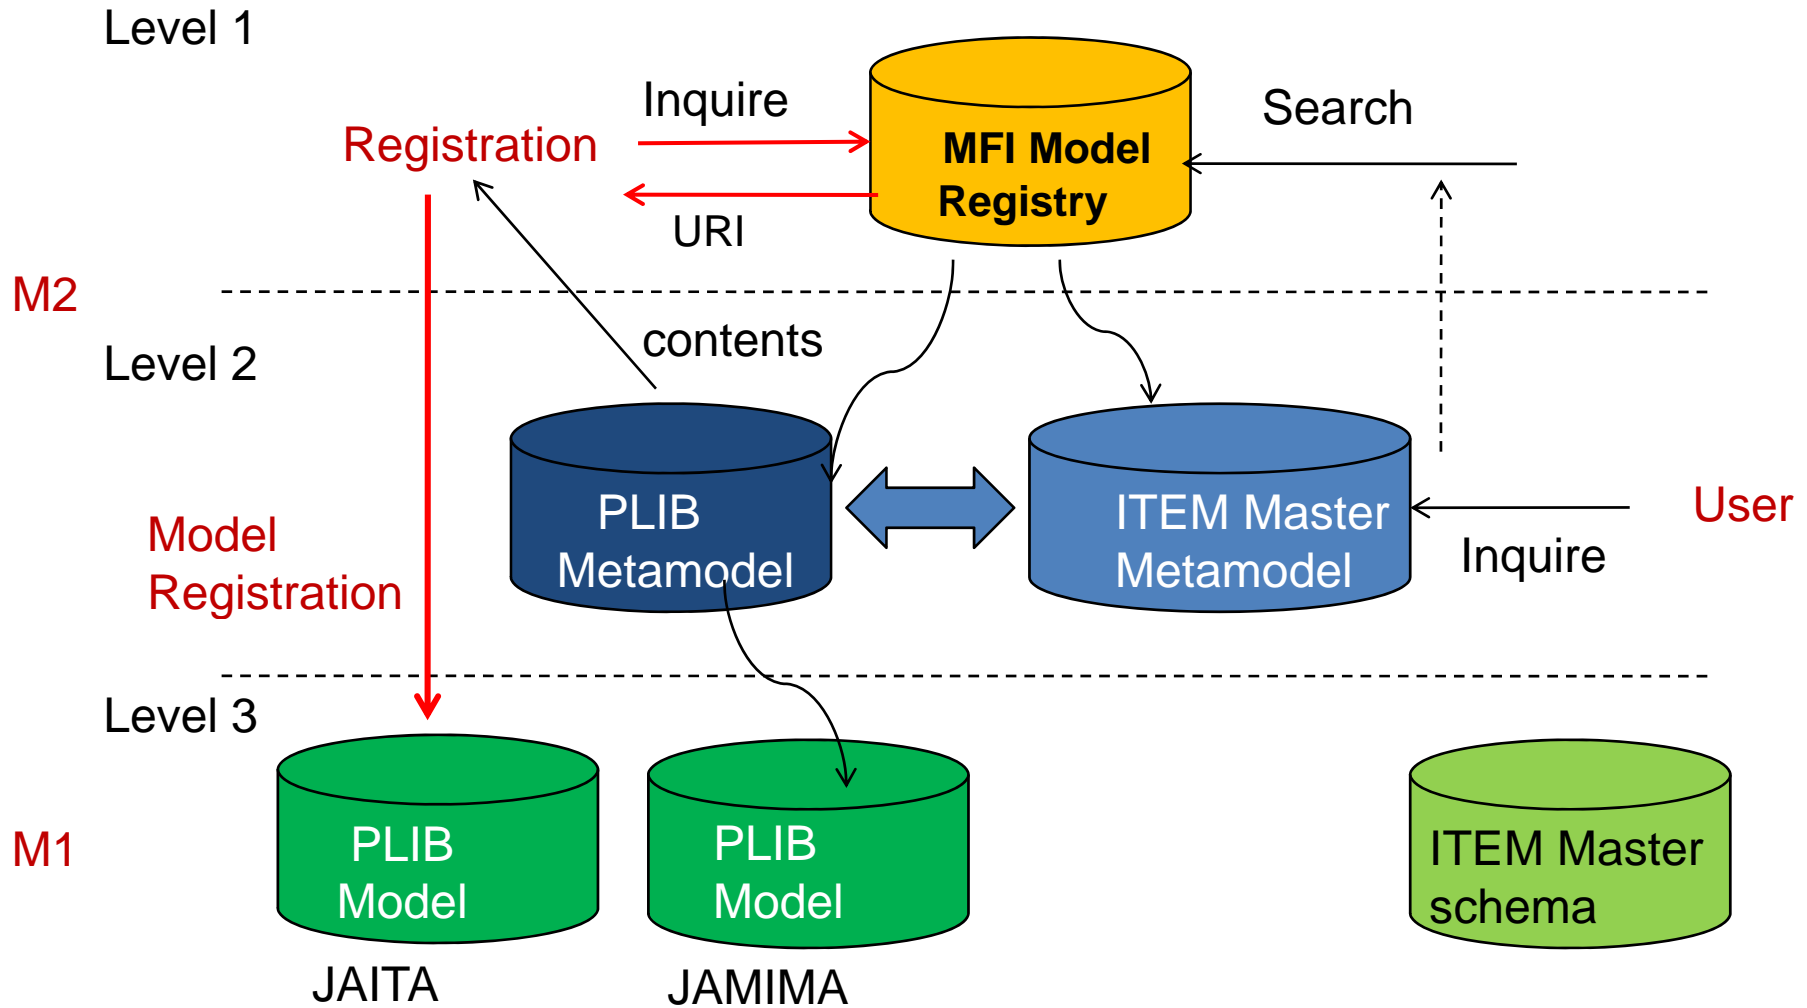 Level 1
Inquire
Search
Registration
MFI Model
Registry
URI
M2
contents
Level 2
PLIB
Metamodel
ITEM Master
Metamodel
User
Inquire
Model
Registration
Level 3
M1
PLIB
Model
PLIB
Model
ITEM Master
schema
JAITA
JAMIMA